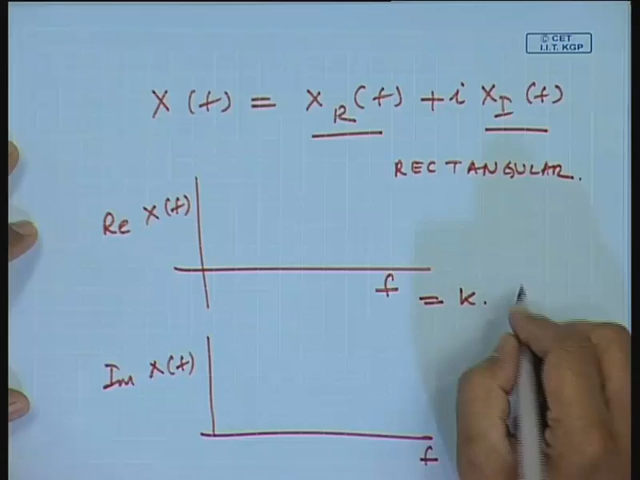 © CET
I.I.T. KGP
X (f) = X_R (f) + i X_I (f)
RECTANGULAR.
Re X(f)
f = k.
Im X(f)
f